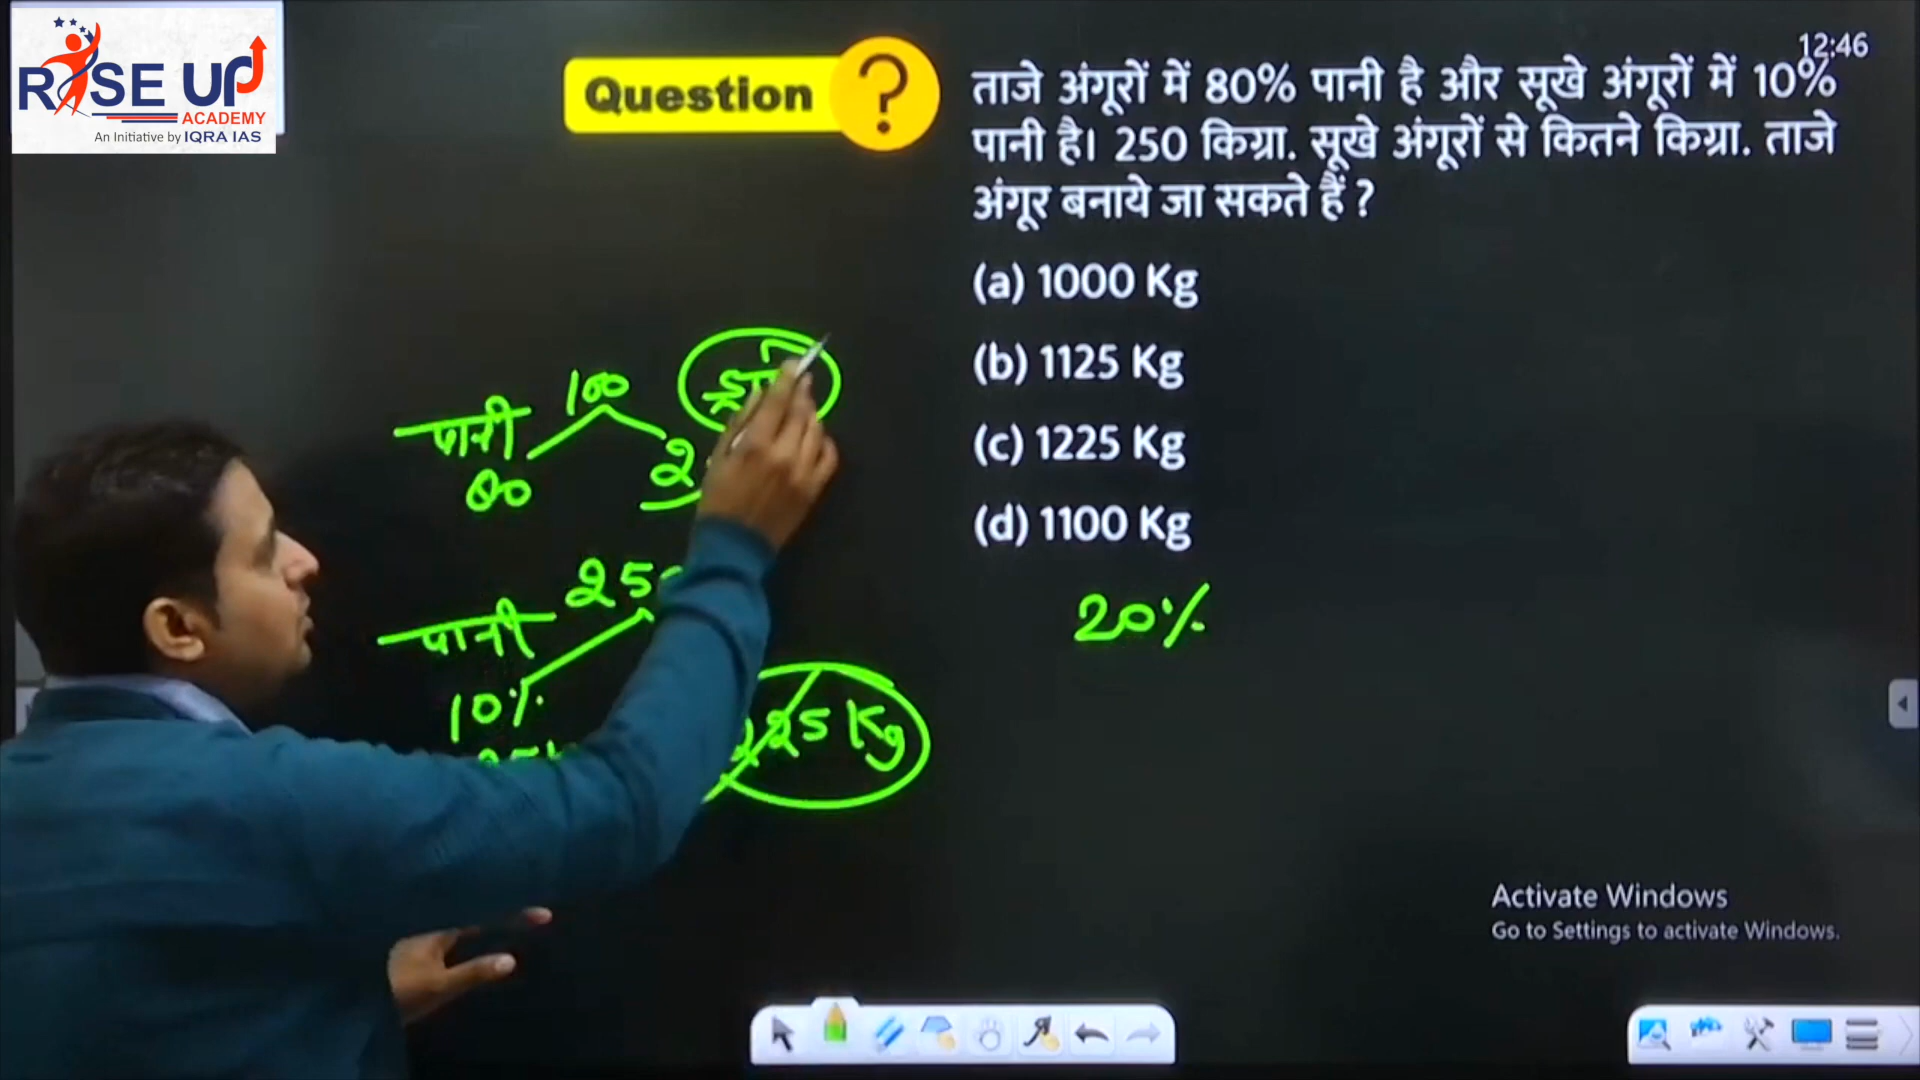 RISE UP
ACADEMY
An Initiative by IQRA IAS
Question ?
12:46
ताजे अंगूरों में 80% पानी है और सूखे अंगूरों में 10%
पानी है। 250 किग्रा. सूखे अंगूरों से कितने किग्रा. ताजे
अंगूर बनाये जा सकते हैं ?
(a) 1000 Kg
(b) 1125 Kg
(c) 1225 Kg
(d) 1100 Kg
20%
100
पानी
80
पानी
10%
225 Kg
Activate Windows
Go to Settings to activate Windows.